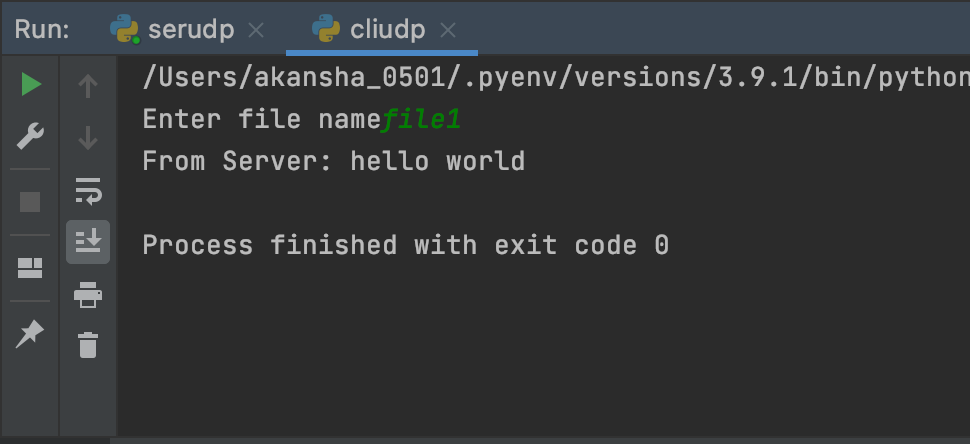 Run: serudp cliudp
/Users/akansha_0501/.pyenv/versions/3.9.1/bin/python
Enter file namefile1
From Server: hello world
Process finished with exit code 0